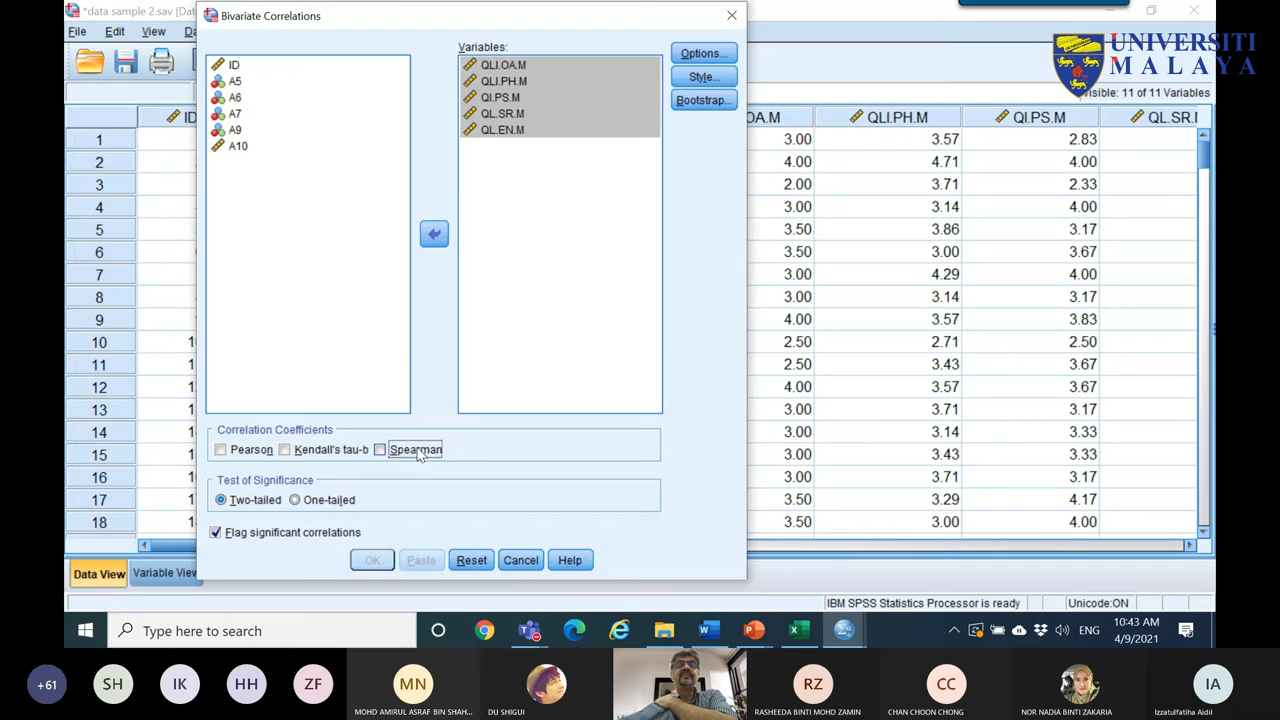 *data sample 2.sav [Dat
Bivariate Correlations
File Edit View Da
Variables:
ID
A5
A6
A7
A9
A10
QLI.OA.M
QLI.PH.M
QI.PS.M
QL.SR.M
QL.EN.M
Options...
Style...
Bootstrap...
UNIVERSITI
MALAYA
Visible: 11 of 11 Variables
ID OA.M QLI.PH.M QI.PS.M QL.SR.M
1 3.00 3.57 2.83
2 4.00 4.71 4.00
3 2.00 3.71 2.33
4 3.00 3.14 4.00
5 3.50 3.86 3.17
6 3.50 3.00 3.67
7 3.00 4.29 4.00
8 3.00 3.14 3.17
9 4.00 3.57 3.83
10 2.50 2.71 2.50
11 2.50 3.43 3.67
12 4.00 3.57 3.67
13 3.00 3.71 3.17
14 3.00 3.14 3.33
15 3.00 3.43 3.33
16 3.00 3.71 3.17
17 3.50 3.29 4.17
18 3.50 3.00 4.00
Correlation Coefficients
Pearson Kendall's tau-b Spearman
Test of Significance
Two-tailed One-tailed
Flag significant correlations
OK Paste Reset Cancel Help
Data View Variable View
IBM SPSS Statistics Processor is ready Unicode:ON
Type here to search
ENG
10:43 AM
4/9/2021
+61 SH IK HH ZF MN RZ CC IA
MOHD AMIRUL ASRAF BIN SHAH... DU SHIGUI RASHEEDA BINTI MOHD ZAMIN CHAN CHOON CHONG NOR NADIA BINTI ZAKARIA Izzatulfatiha Aidil